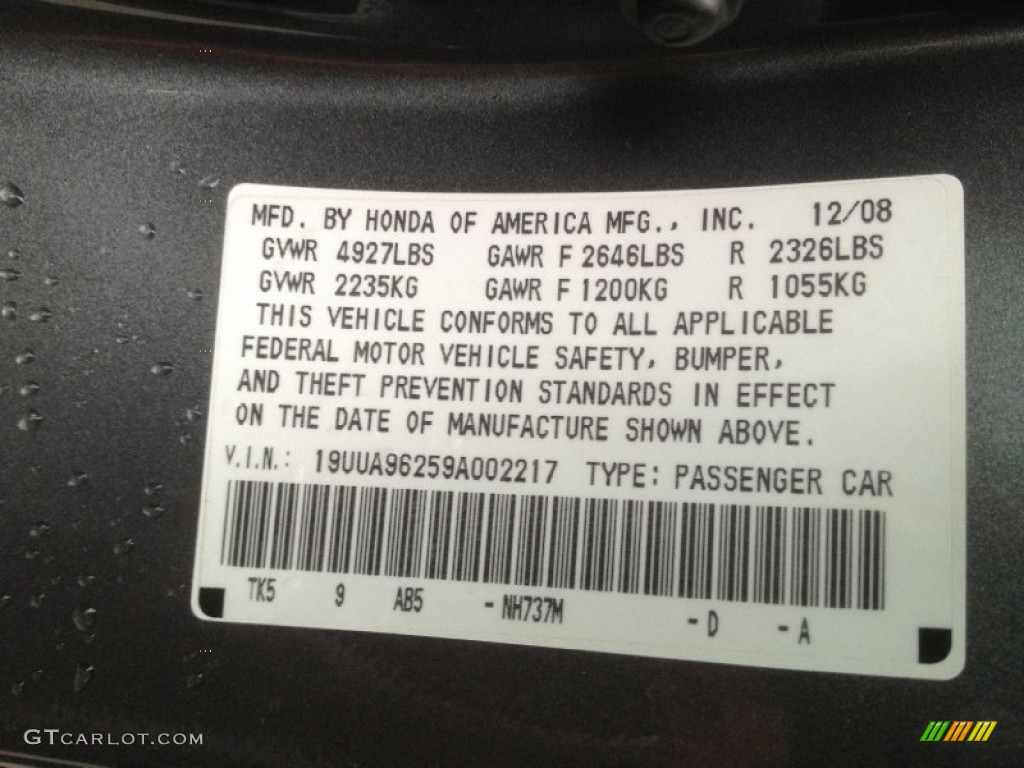 MFD. BY HONDA OF AMERICA MFG., INC. 12/08
GVWR 4927LBS GAWR F 2646LBS R 2326LBS
GVWR 2235KG GAWR F 1200KG R 1055KG
THIS VEHICLE CONFORMS TO ALL APPLICABLE
FEDERAL MOTOR VEHICLE SAFETY, BUMPER,
AND THEFT PREVENTION STANDARDS IN EFFECT
ON THE DATE OF MANUFACTURE SHOWN ABOVE.
V.I.N.: 19UUA96259A002217 TYPE: PASSENGER CAR
TK5 9 AB5 - NH737M - D - A
GTCARLOT.COM